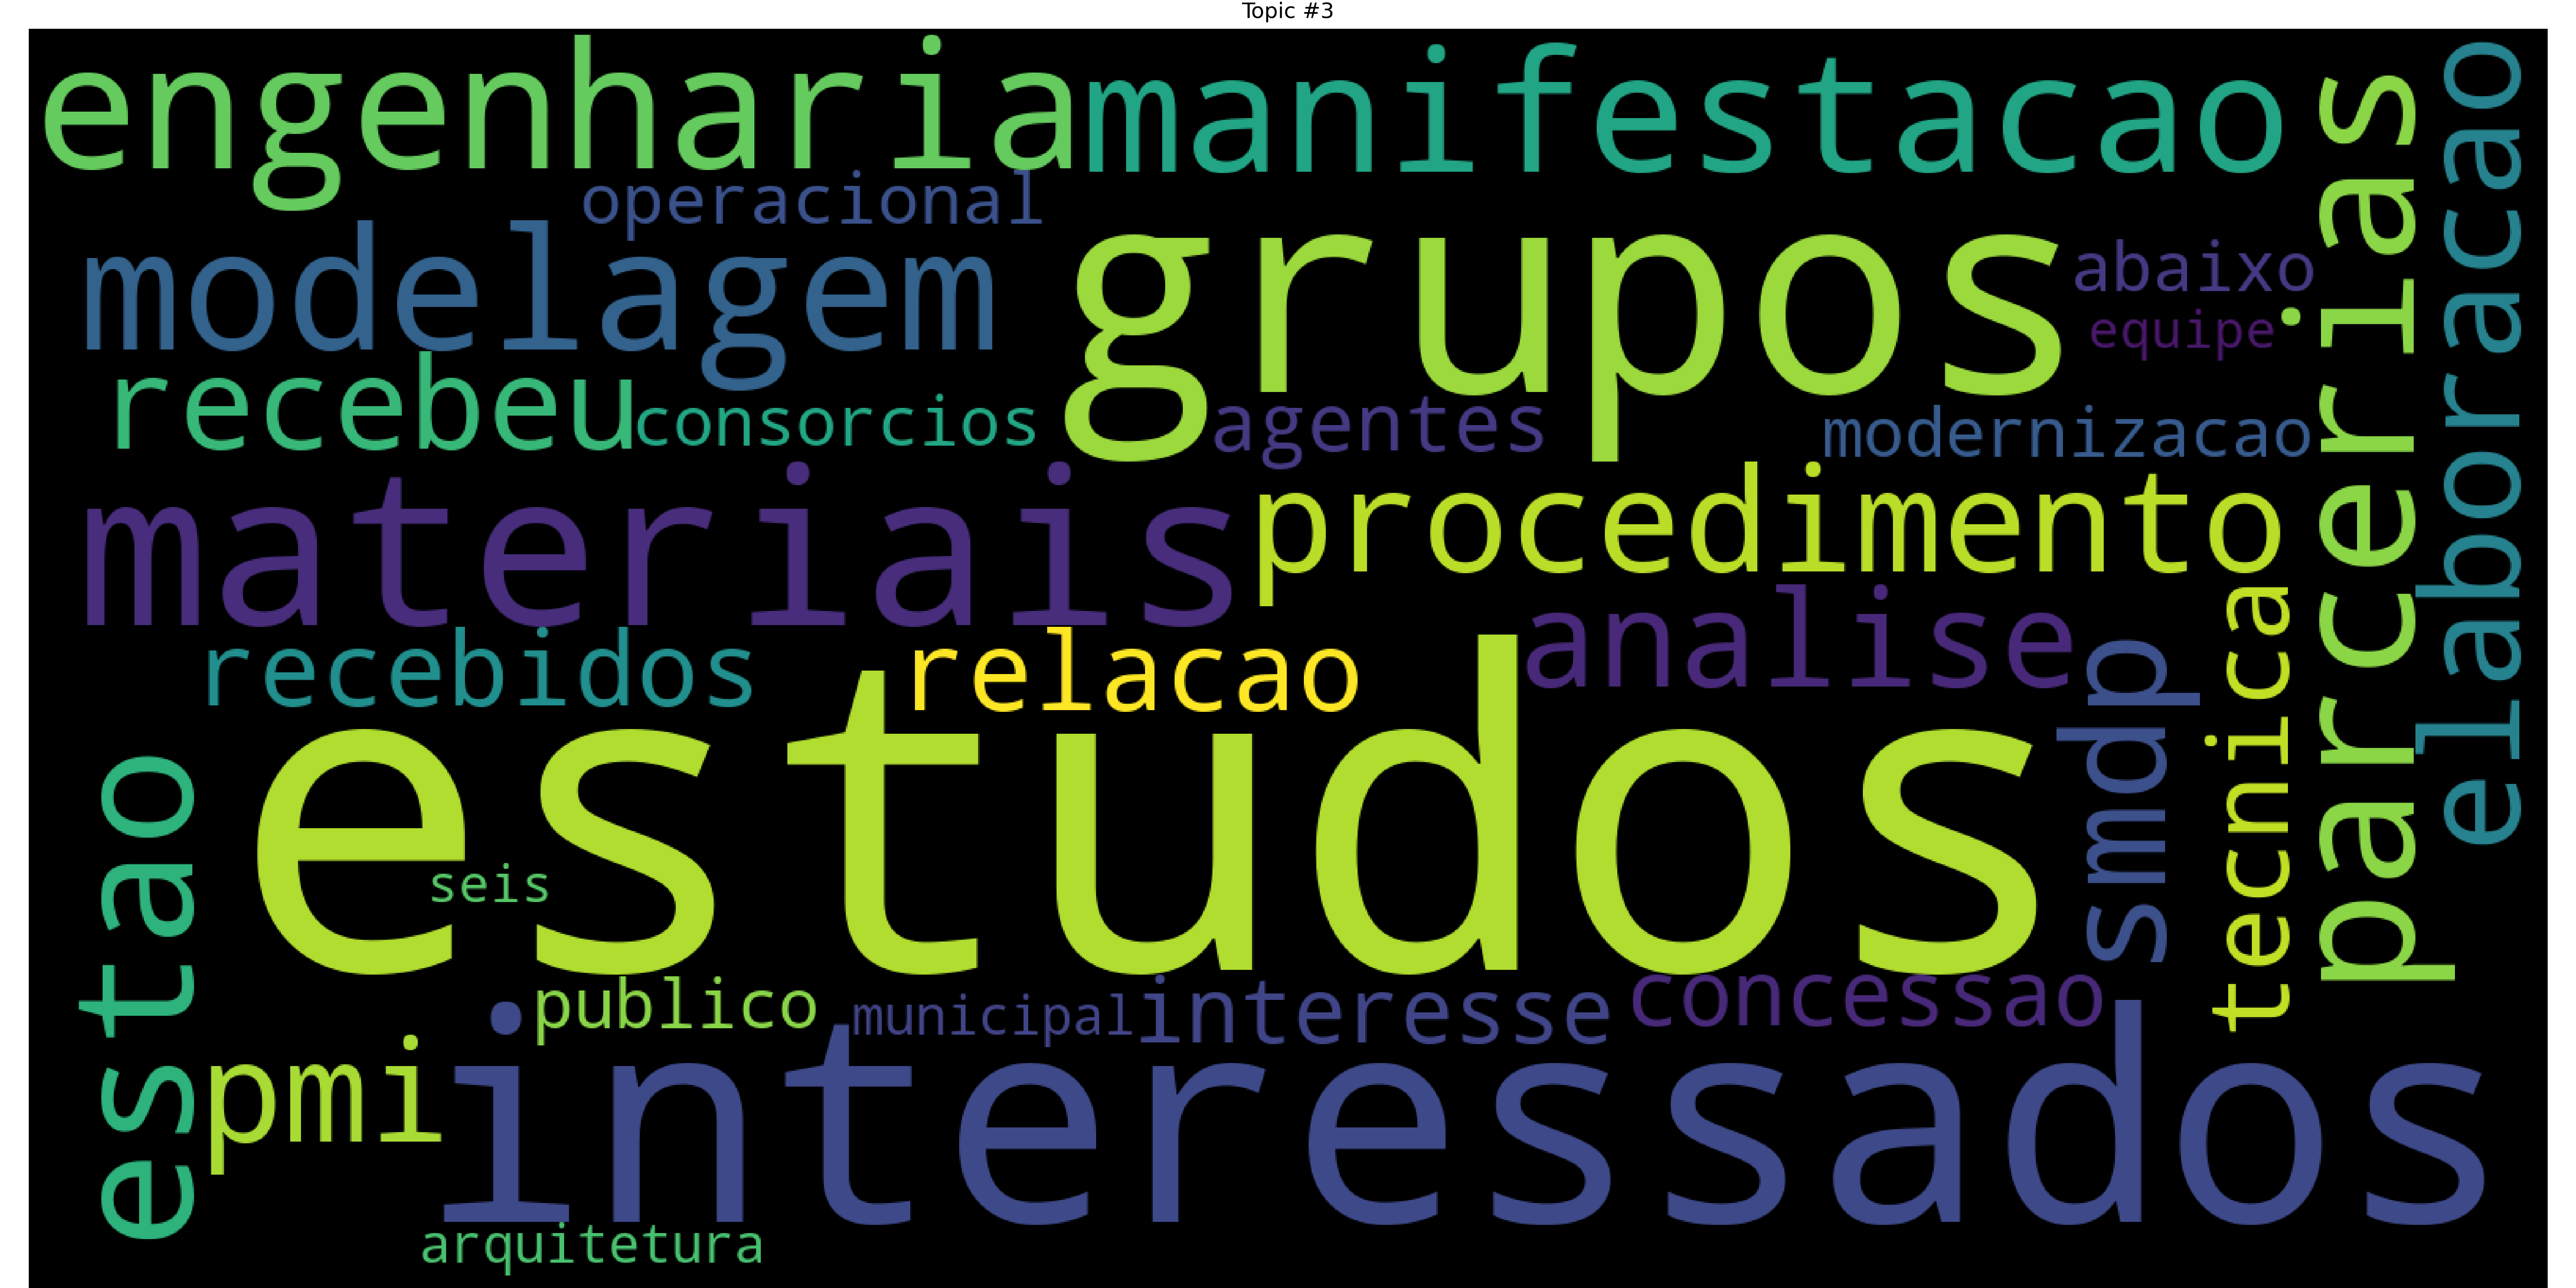 Topic #3
engenharia
manifestacao
parcerias
elaboracao
operacional
modelagem
grupos
abaixo
equipe
recebeu
consorcios
agentes
modernizacao
materiais
procedimento
analise
recebidos
relacao
smdp
tecnica
estudos
seis
estao
publico
municipal
interesse
concessao
pmi
interessados
arquitetura